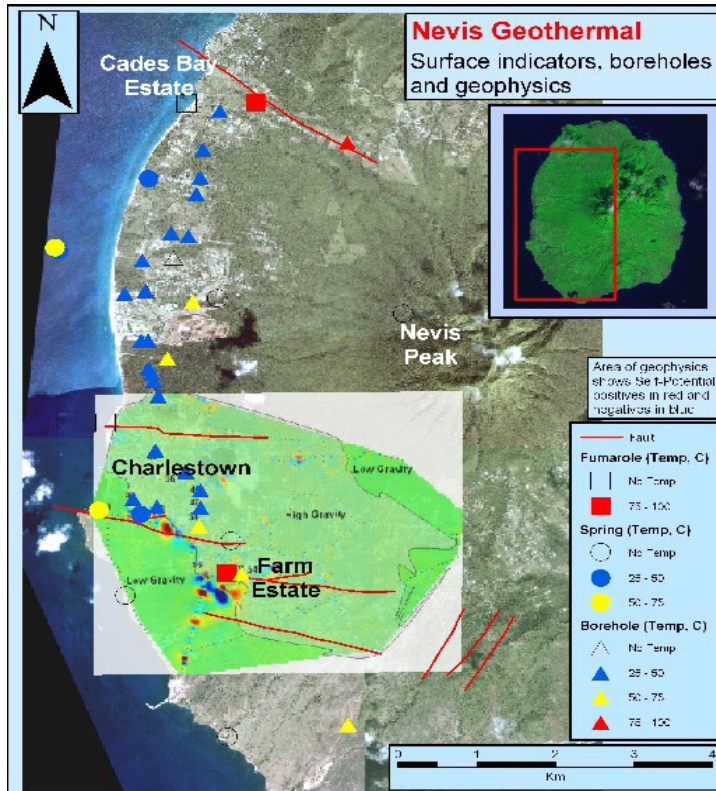 N
Nevis Geothermal
Surface indicators, boreholes
and geophysics
Cades Bay
Estate
Nevis
Peak
Area of geophysics
shows Self-Potential
positives in red and
negatives in blue
Fault
Fumarole (Temp, C)
No Temp
75 - 100
Spring (Temp, C)
No Temp
25 - 50
50 - 75
Borehole (Temp, C)
No Temp
25 - 50
50 - 75
75 - 100
Charlestown
Low Gravity
High Gravity
Low Gravity
Farm
Estate
0 1 2 3 4
Km